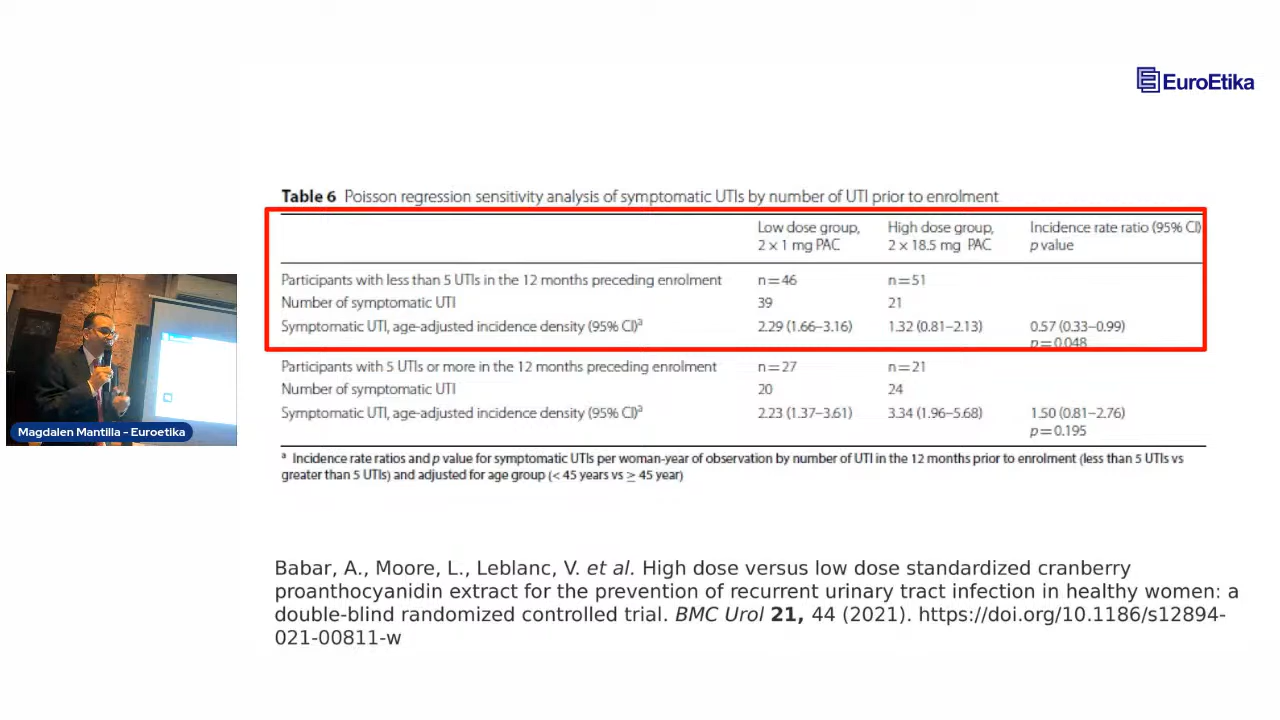 EuroEtika
Table 6 Poisson regression sensitivity analysis of symptomatic UTIs by number of UTI prior to enrolment
Low dose group, High dose group, Incidence rate ratio (95% CI)
2 × 1 mg PAC 2 × 18.5 mg PAC p value
Participants with less than 5 UTIs in the 12 months preceding enrolment n=46 n=51
Number of symptomatic UTI 39 21
Symptomatic UTI, age-adjusted incidence density (95% CI)ᵃ 2.29 (1.66–3.16) 1.32 (0.81–2.13) 0.57 (0.33–0.99)
p=0.048
Participants with 5 UTIs or more in the 12 months preceding enrolment n=27 n=21
Number of symptomatic UTI 20 24
Symptomatic UTI, age-adjusted incidence density (95% CI)ᵃ 2.23 (1.37–3.61) 3.34 (1.96–5.68) 1.50 (0.81–2.76)
p=0.195
ᵃ Incidence rate ratios and p value for symptomatic UTIs per woman-year of observation by number of UTI in the 12 months prior to enrolment (less than 5 UTIs vs
greater than 5 UTIs) and adjusted for age group (< 45 years vs ≥ 45 year)
Magdalen Mantilla - Euroetika
Babar, A., Moore, L., Leblanc, V. et al. High dose versus low dose standardized cranberry
proanthocyanidin extract for the prevention of recurrent urinary tract infection in healthy women: a
double-blind randomized controlled trial. BMC Urol 21, 44 (2021). https://doi.org/10.1186/s12894-
021-00811-w